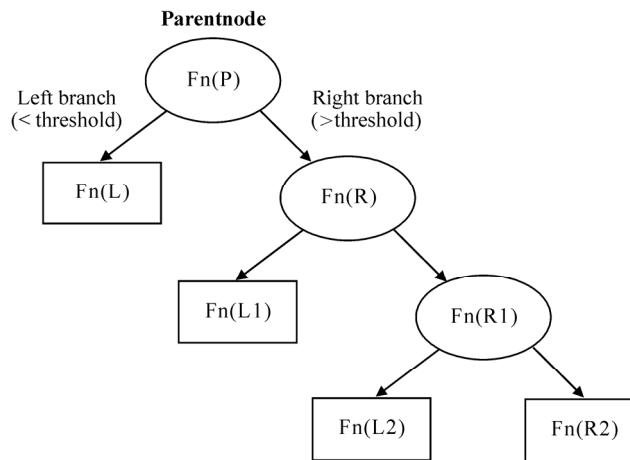 Parentnode
Fn(P)
Left branch
(< threshold)
Right branch
(>threshold)
Fn(L)
Fn(R)
Fn(L1)
Fn(R1)
Fn(L2)
Fn(R2)